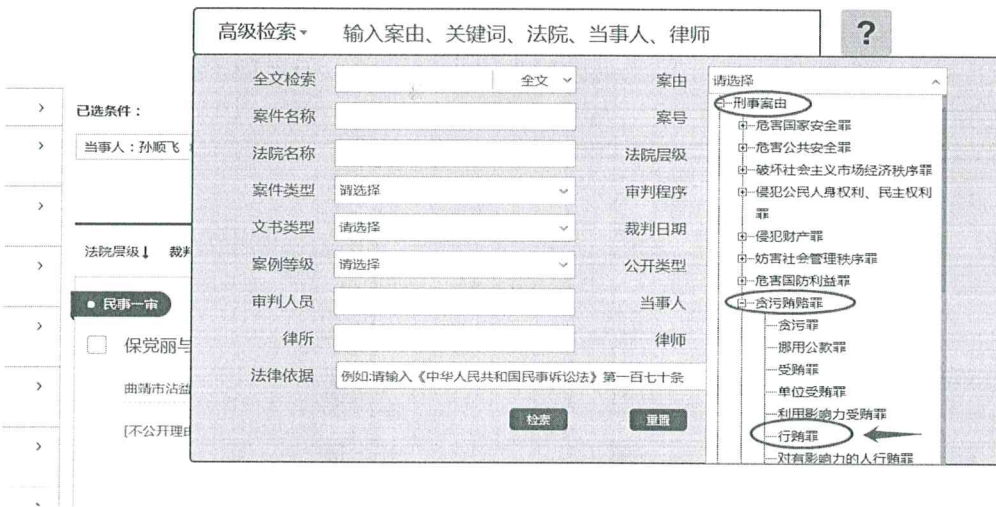 高级检索 输入案由、关键词、法院、当事人、律师 ?
全文检索 全文 案由 请选择
案件名称 案号
法院名称 法院层级
案件类型 请选择 审判程序
文书类型 请选择 裁判日期
案例等级 请选择 公开类型
审判人员 当事人
律所 律师
法律依据 例如:请输入《中华人民共和国民事诉讼法》第一百七十条
检索 重置
刑事案由
危害国家安全罪
危害公共安全罪
破坏社会主义市场经济秩序罪
侵犯公民人身权利、民主权利
罪
侵犯财产罪
妨害社会管理秩序罪
危害国防利益罪
贪污贿赂罪
贪污罪
挪用公款罪
受贿罪
单位受贿罪
利用影响力受贿罪
行贿罪
对有影响力的人行贿罪
已选条件：
当事人：孙顺飞
法院层级↓ 裁判
民事一审
保党丽与
曲靖市沾益
[不公开理由